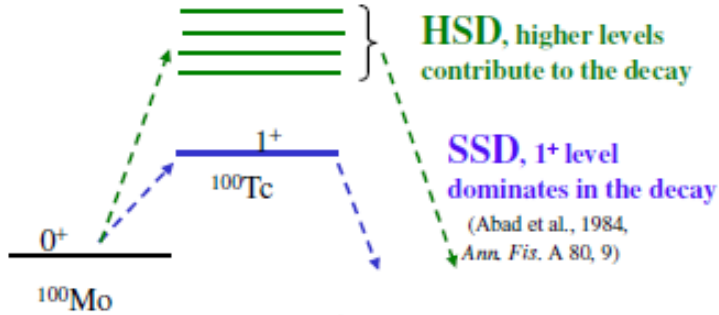 HSD, higher levels
contribute to the decay
1⁺
SSD, 1⁺ level
dominates in the decay
¹⁰⁰Tc
(Abad et al., 1984,
Ann. Fis. A 80, 9)
0⁺
¹⁰⁰Mo